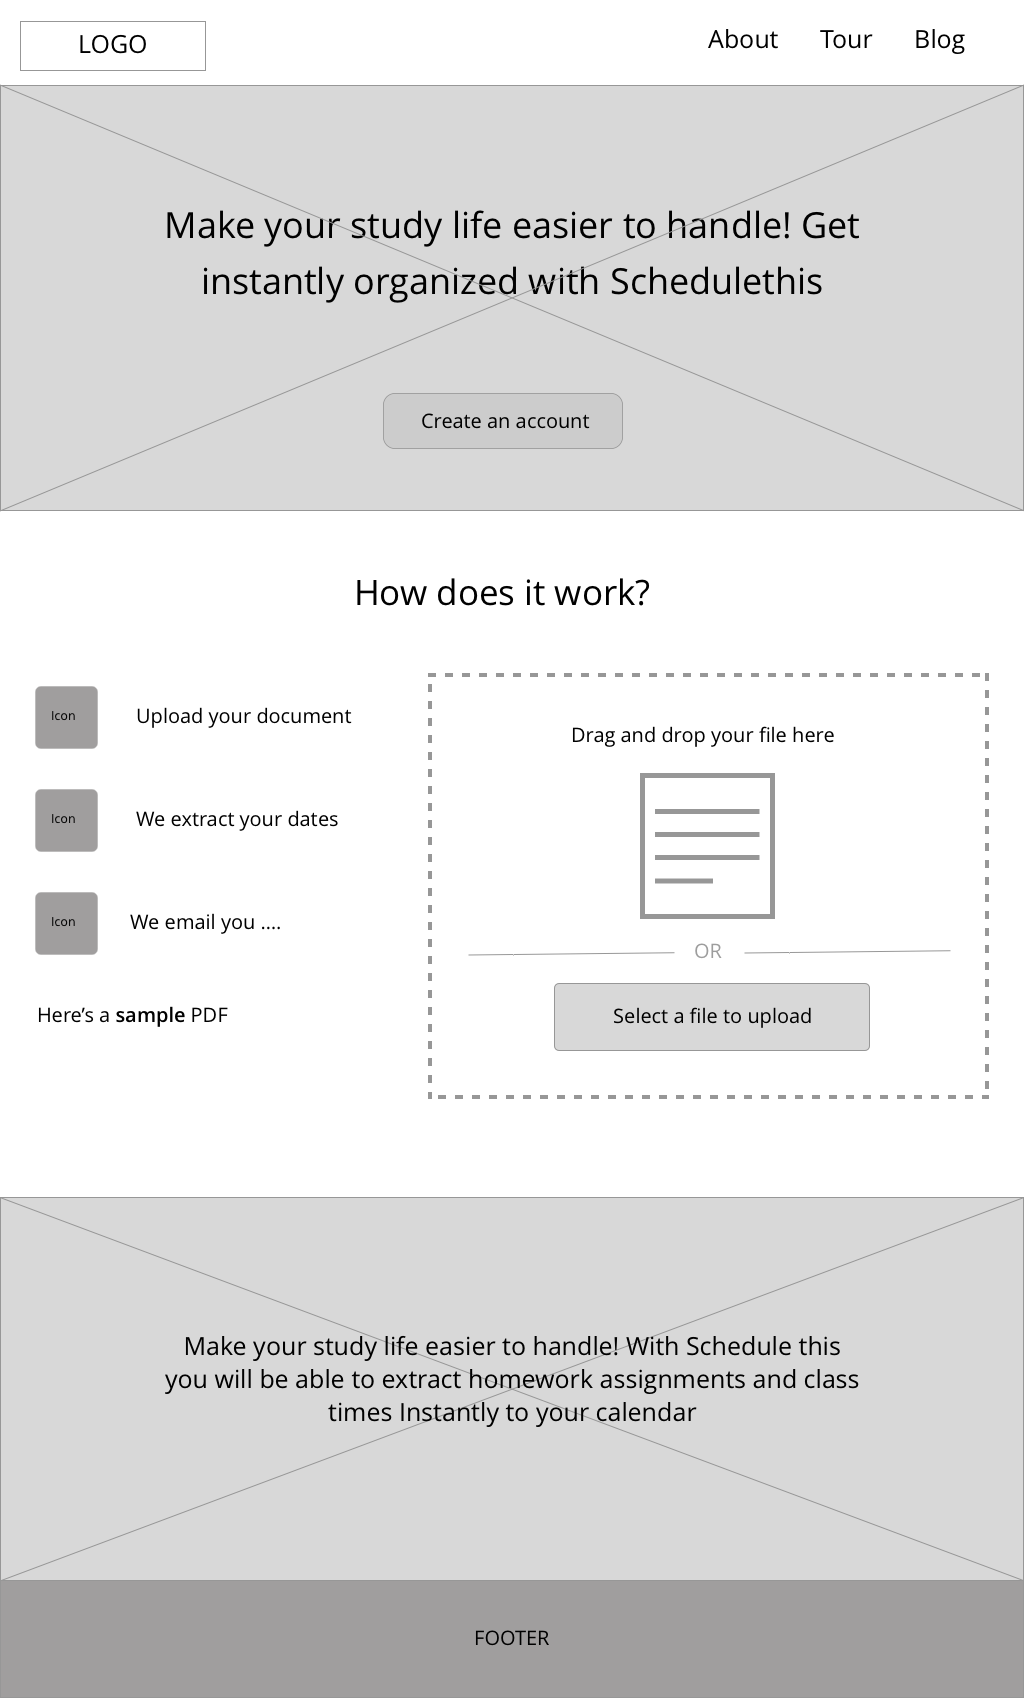 LOGO
About Tour Blog
Make your study life easier to handle! Get
instantly organized with Schedulethis
Create an account
How does it work?
Icon
Upload your document
Icon
We extract your dates
Icon
We email you ....
Here's a sample PDF
Drag and drop your file here
OR
Select a file to upload
Make your study life easier to handle! With Schedule this
you will be able to extract homework assignments and class
times Instantly to your calendar
FOOTER